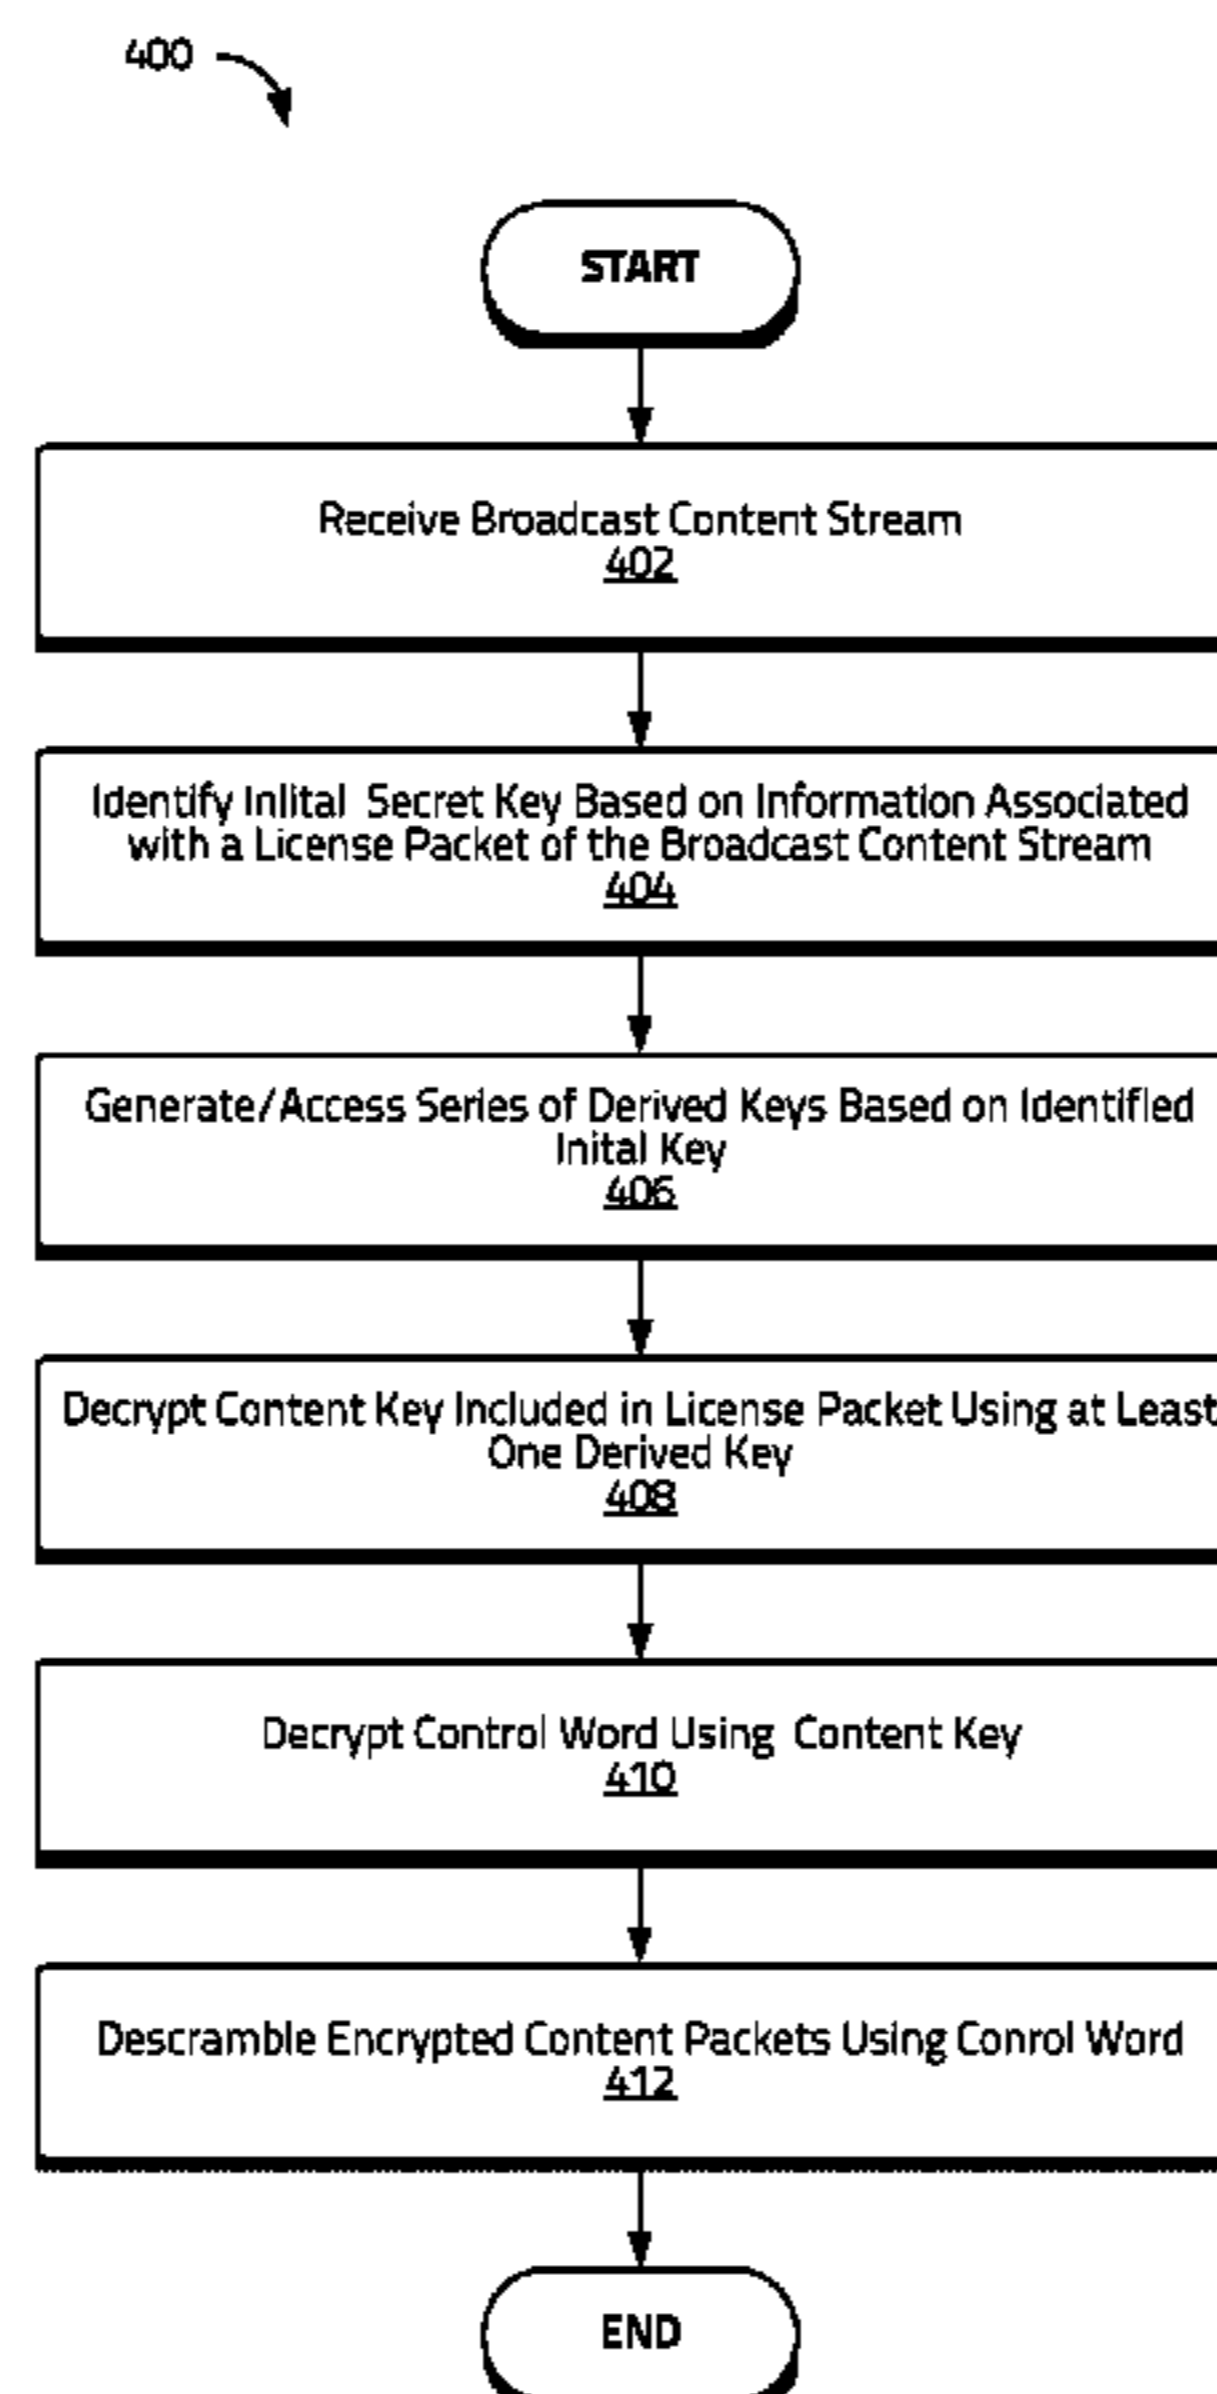 400
START
Receive Broadcast Content Stream
402
Identify Iniital Secret Key Based on Information Associated
with a License Packet of the Broadcast Content Stream
404
Generate/Access Series of Derived Keys Based on Identified
Inital Key
406
Decrypt Content Key Included in License Packet Using at Least
One Derived Key
408
Decrypt Control Word Using Content Key
410
Descramble Encrypted Content Packets Using Conrol Word
412
END